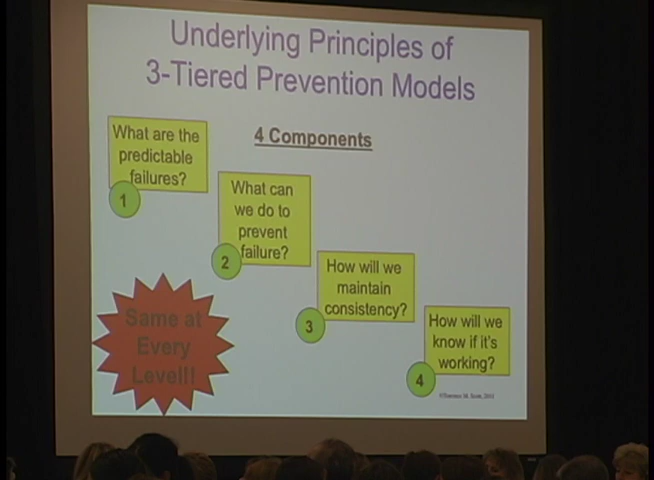 Underlying Principles of
3-Tiered Prevention Models
4 Components
What are the
predictable
failures?
1
What can
we do to
prevent
failure?
2
How will we
maintain
consistency?
3
How will we
know if it's
working?
4
Same at
Every
Level!!